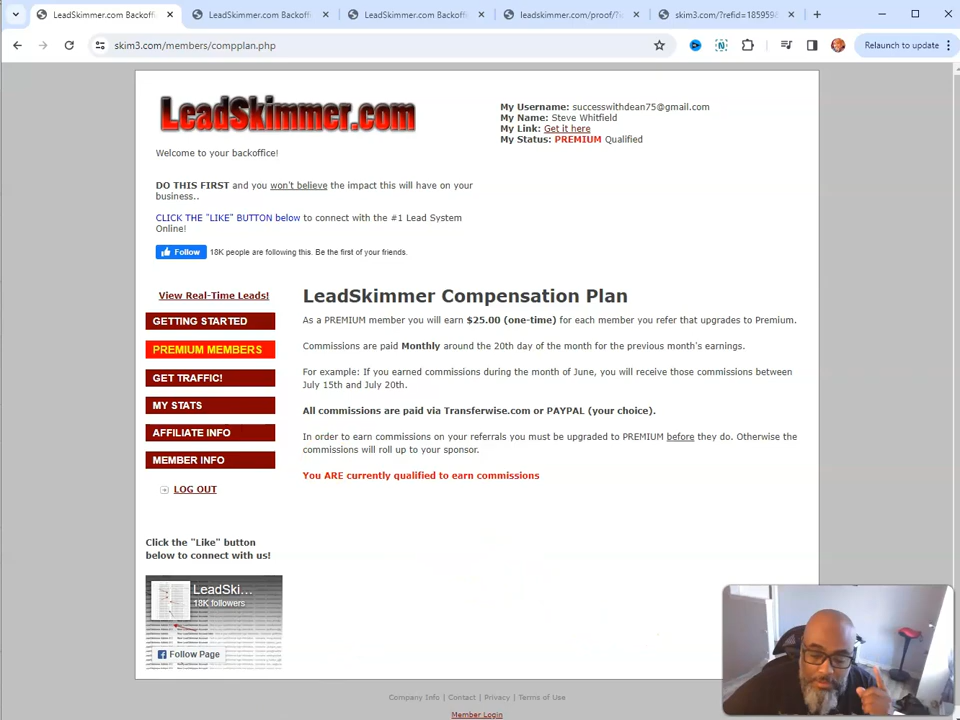 LeadSkimmer.com Backoffi
LeadSkimmer.com Backoff
LeadSkimmer.com Backoff
leadskimmer.com/proof/?
skim3.com/?refid=185959
skim3.com/members/compplan.php
Relaunch to update
LeadSkimmer.com
My Username: successwithdean75@gmail.com
My Name: Steve Whitfield
My Link: Get it here
My Status: PREMIUM Qualified
Welcome to your backoffice!
DO THIS FIRST and you won't believe the impact this will have on your
business..
CLICK THE "LIKE" BUTTON below to connect with the #1 Lead System
Online!
Follow
18K people are following this. Be the first of your friends.
View Real-Time Leads!
GETTING STARTED
PREMIUM MEMBERS
GET TRAFFIC!
MY STATS
AFFILIATE INFO
MEMBER INFO
LOG OUT
LeadSkimmer Compensation Plan
As a PREMIUM member you will earn $25.00 (one-time) for each member you refer that upgrades to Premium.
Commissions are paid Monthly around the 20th day of the month for the previous month's earnings.
For example: If you earned commissions during the month of June, you will receive those commissions between
July 15th and July 20th.
All commissions are paid via Transferwise.com or PAYPAL (your choice).
In order to earn commissions on your referrals you must be upgraded to PREMIUM before they do. Otherwise the
commissions will roll up to your sponsor.
You ARE currently qualified to earn commissions
Click the "Like" button
below to connect with us!
LeadSki...
18K followers
Follow Page
Company Info | Contact | Privacy | Terms of Use
Member Login